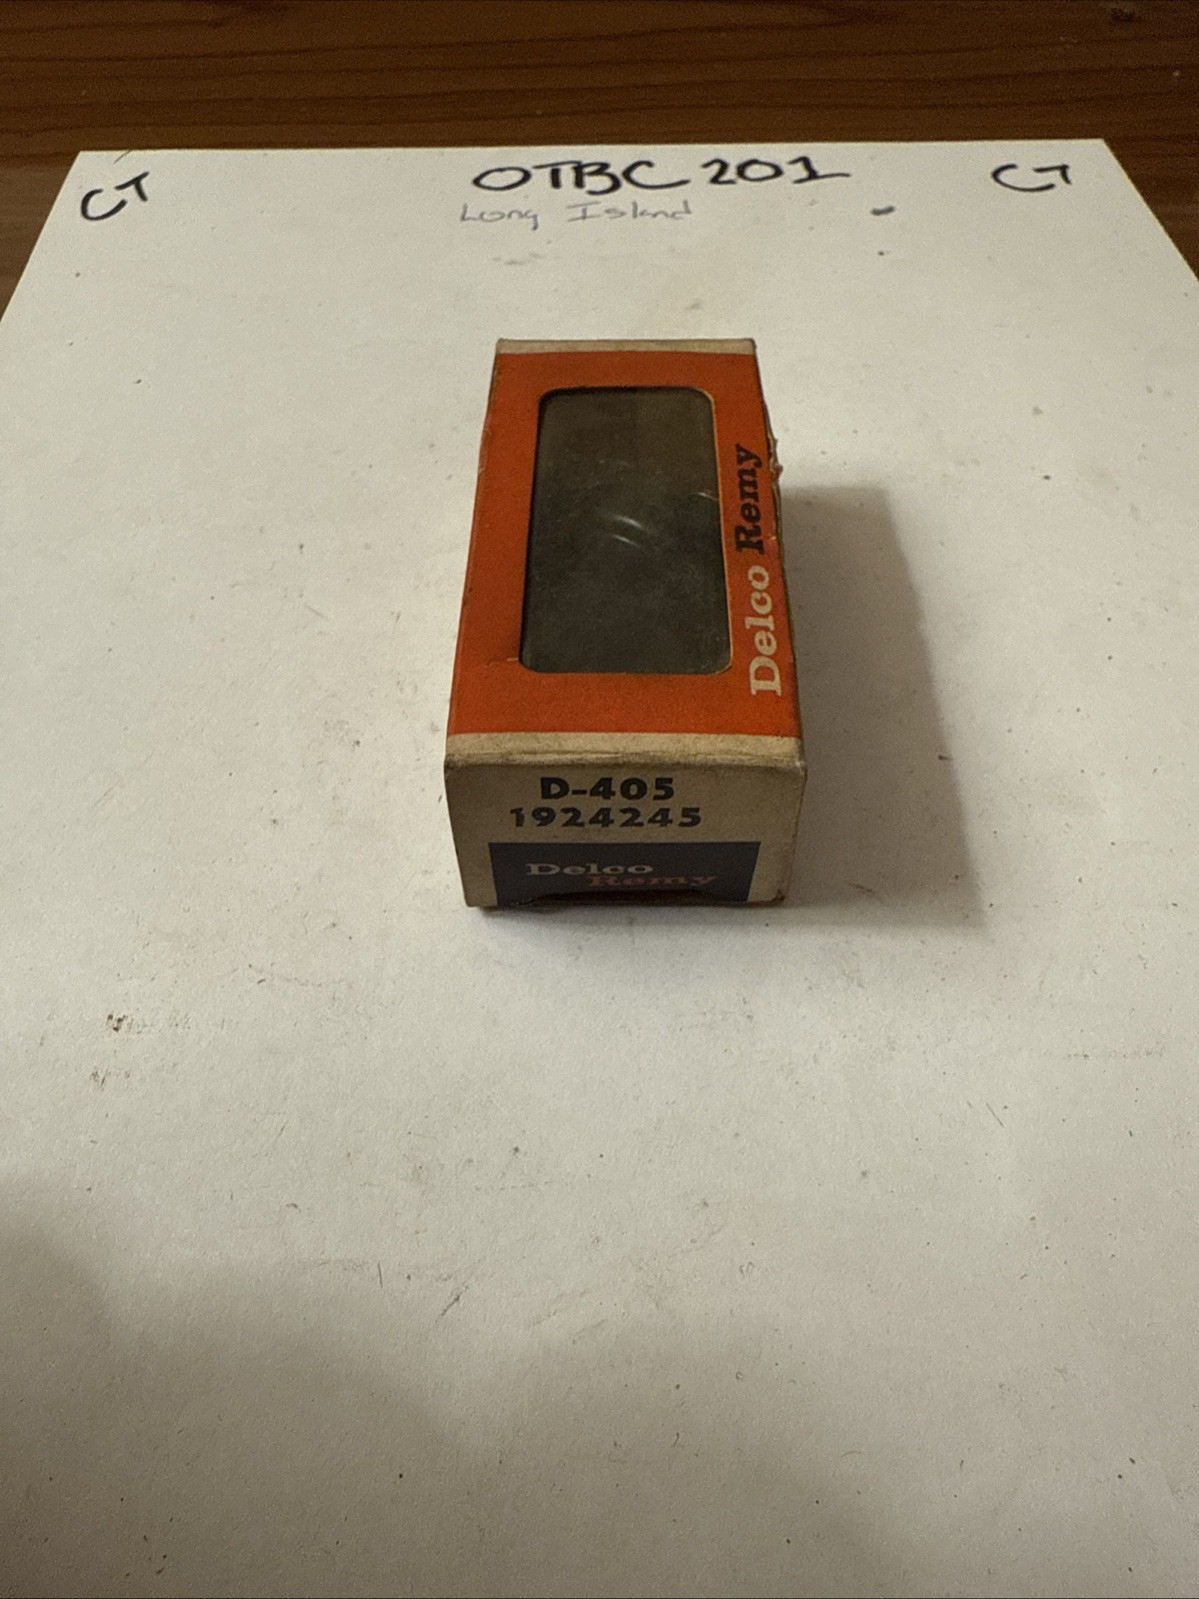 CT
OTBC 201
CT
Long Island
Delco Remy
D-405
1924245
Delco
Remy